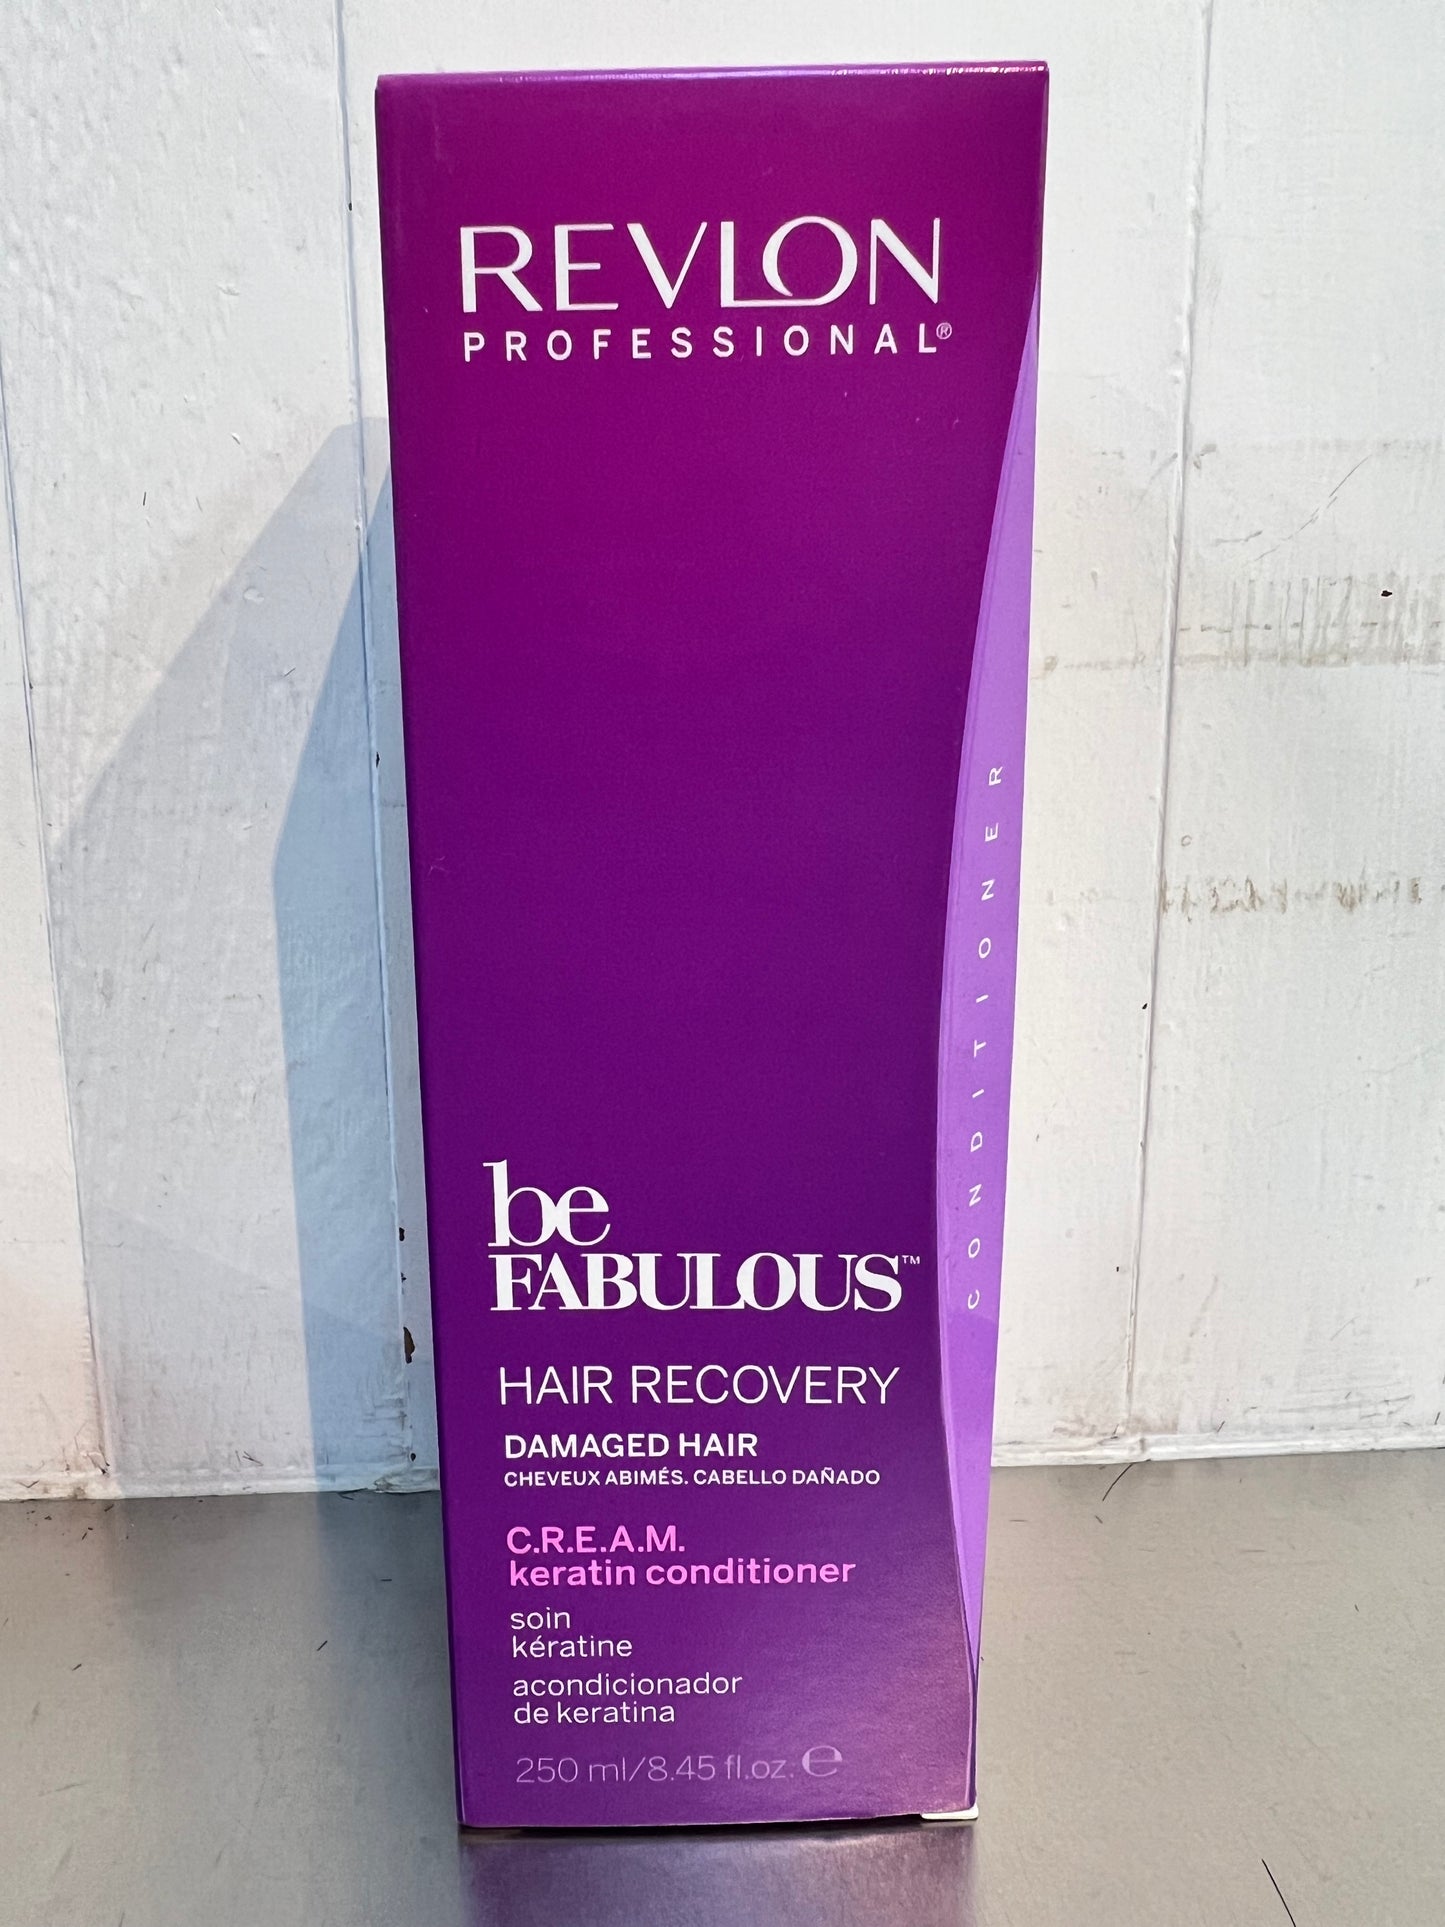 REVLON
PROFESSIONAL®
CONDITIONER
be
FABULOUS™
HAIR RECOVERY
DAMAGED HAIR
CHEVEUX ABIMÉS. CABELLO DAÑADO
C.R.E.A.M.
keratin conditioner
soin
kératine
acondicionador
de keratina
250 ml/8.45 fl.oz. ℮